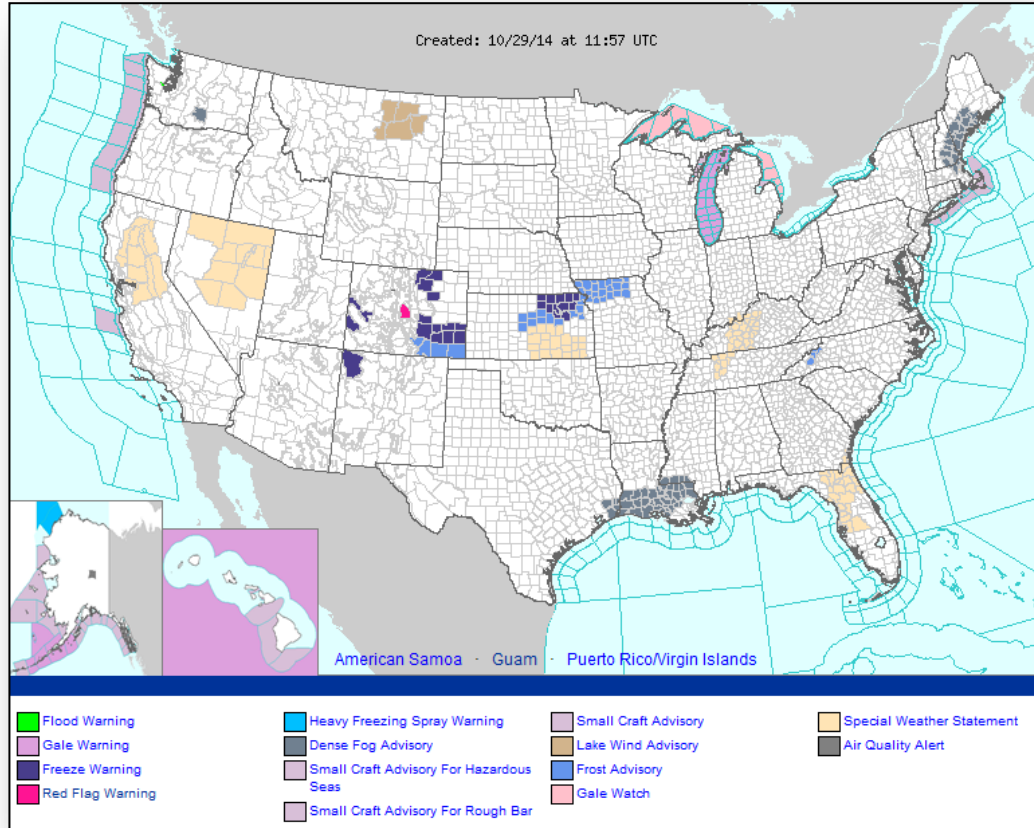 Created: 10/29/14 at 11:57 UTC
American Samoa · Guam · Puerto Rico/Virgin Islands
Flood Warning
Gale Warning
Freeze Warning
Red Flag Warning
Heavy Freezing Spray Warning
Dense Fog Advisory
Small Craft Advisory For Hazardous
Seas
Small Craft Advisory For Rough Bar
Small Craft Advisory
Lake Wind Advisory
Frost Advisory
Gale Watch
Special Weather Statement
Air Quality Alert